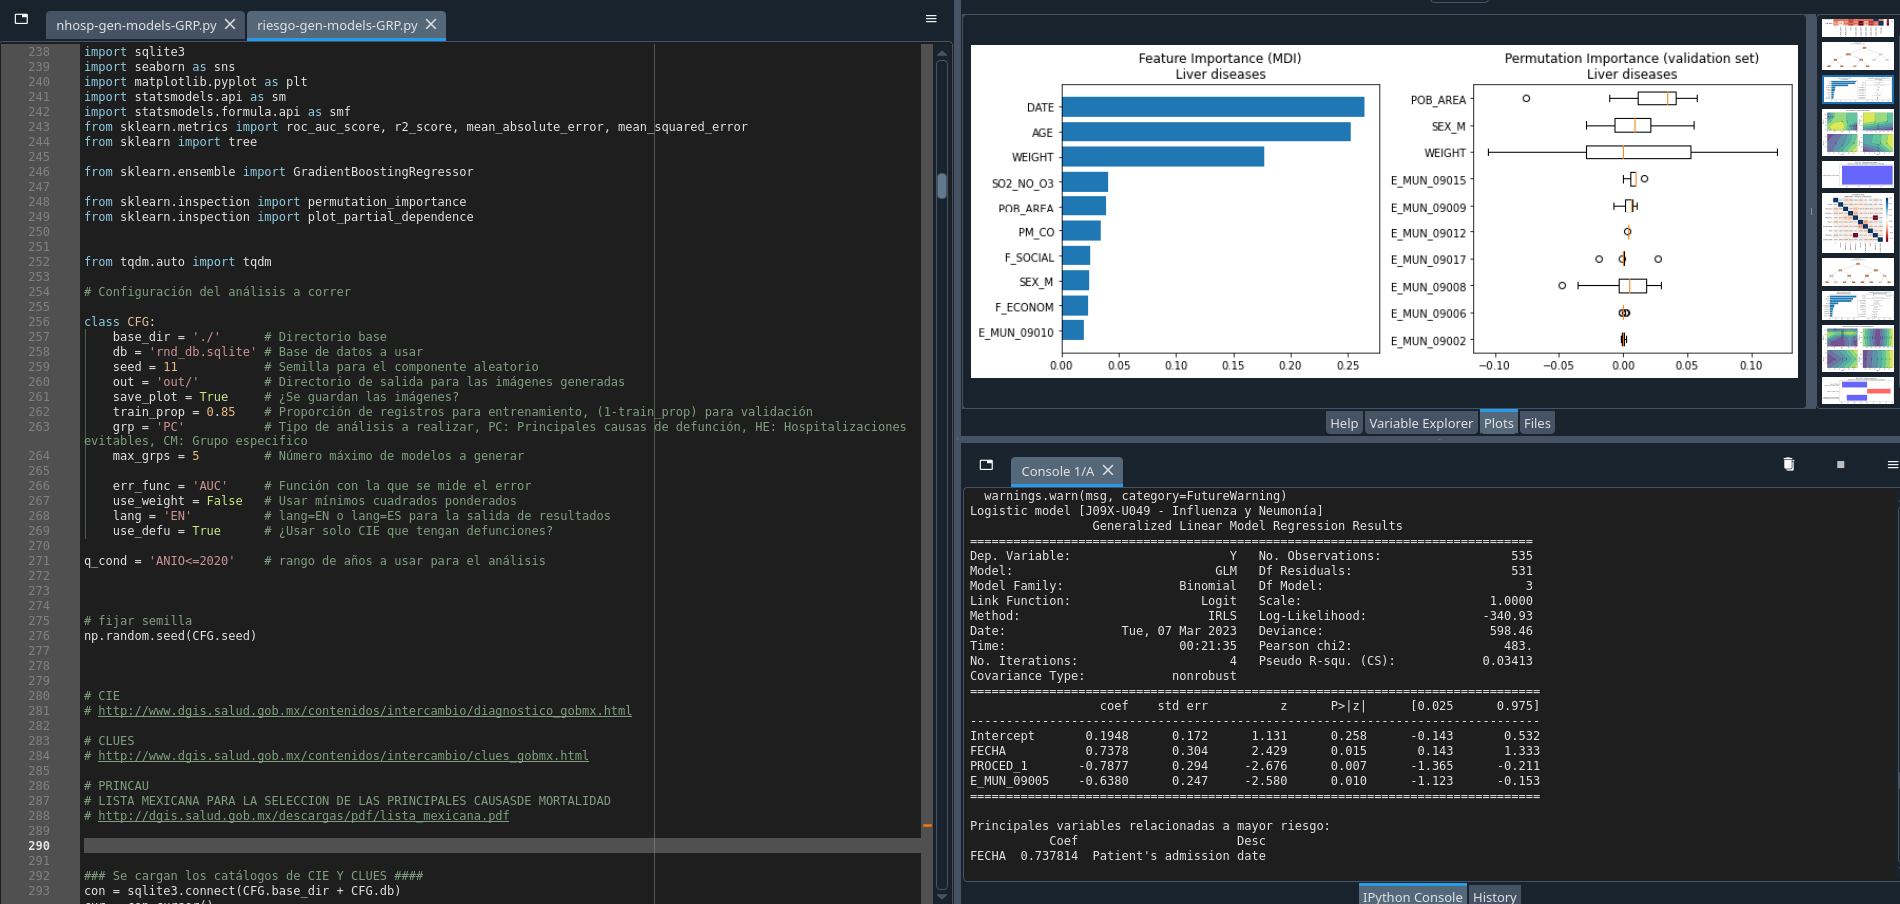 nhosp-gen-models-GRP.py
riesgo-gen-models-GRP.py
238 import sqlite3
239 import seaborn as sns
240 import matplotlib.pyplot as plt
241 import statsmodels.api as sm
242 import statsmodels.formula.api as smf
243 from sklearn.metrics import roc_auc_score, r2_score, mean_absolute_error, mean_squared_error
244 from sklearn import tree
245
246 from sklearn.ensemble import GradientBoostingRegressor
247
248 from sklearn.inspection import permutation_importance
249 from sklearn.inspection import plot_partial_dependence
250
251
252 from tqdm.auto import tqdm
253
254 # Configuración del análisis a correr
255
256 class CFG:
257 base_dir = './' # Directorio base
258 db = 'rnd_db.sqlite' # Base de datos a usar
259 seed = 11 # Semilla para el componente aleatorio
260 out = 'out/' # Directorio de salida para las imágenes generadas
261 save_plot = True # ¿Se guardan las imágenes?
262 train_prop = 0.85 # Proporción de registros para entrenamiento, (1-train_prop) para validación
263 grp = 'PC' # Tipo de análisis a realizar, PC: Principales causas de defunción, HE: Hospitalizaciones
evitables, CM: Grupo especifico
264 max_grps = 5 # Número máximo de modelos a generar
265
266 err_func = 'AUC' # Función con la que se mide el error
267 use_weight = False # Usar mínimos cuadrados ponderados
268 lang = 'EN' # lang=EN o lang=ES para la salida de resultados
269 use_defu = True # ¿Usar solo CIE que tengan defunciones?
270
271 q_cond = 'ANIO<=2020' # rango de años a usar para el análisis
272
273
274
275 # fijar semilla
276 np.random.seed(CFG.seed)
277
278
279
280 # CIE
281 # http://www.dgis.salud.gob.mx/contenidos/intercambio/diagnostico_gobmx.html
282
283 # CLUES
284 # http://www.dgis.salud.gob.mx/contenidos/intercambio/clues_gobmx.html
285
286 # PRINCAU
287 # LISTA MEXICANA PARA LA SELECCION DE LAS PRINCIPALES CAUSASDE MORTALIDAD
288 # http://dgis.salud.gob.mx/descargas/pdf/lista_mexicana.pdf
289
290
291
292 ### Se cargan los catálogos de CIE Y CLUES ####
293 con = sqlite3.connect(CFG.base_dir + CFG.db)
Feature Importance (MDI)
Liver diseases
DATE
AGE
WEIGHT
SO2_NO_O3
POB_AREA
PM_CO
F_SOCIAL
SEX_M
F_ECONOM
E_MUN_09010
0.00 0.05 0.10 0.15 0.20 0.25
Permutation Importance (validation set)
Liver diseases
POB_AREA
SEX_M
WEIGHT
E_MUN_09015
E_MUN_09009
E_MUN_09012
E_MUN_09017
E_MUN_09008
E_MUN_09006
E_MUN_09002
−0.10 −0.05 0.00 0.05 0.10
Help Variable Explorer Plots Files
Console 1/A
warnings.warn(msg, category=FutureWarning)
Logistic model [J09X-U049 - Influenza y Neumonía]
Generalized Linear Model Regression Results
==============================================================================
Dep. Variable: Y No. Observations: 535
Model: GLM Df Residuals: 531
Model Family: Binomial Df Model: 3
Link Function: Logit Scale: 1.0000
Method: IRLS Log-Likelihood: -340.93
Date: Tue, 07 Mar 2023 Deviance: 598.46
Time: 00:21:35 Pearson chi2: 483.
No. Iterations: 4 Pseudo R-squ. (CS): 0.03413
Covariance Type: nonrobust
===============================================================================
coef std err z P>|z| [0.025 0.975]
-------------------------------------------------------------------------------
Intercept 0.1948 0.172 1.131 0.258 -0.143 0.532
FECHA 0.7378 0.304 2.429 0.015 0.143 1.333
PROCED_1 -0.7877 0.294 -2.676 0.007 -1.365 -0.211
E_MUN_09005 -0.6380 0.247 -2.580 0.010 -1.123 -0.153
===============================================================================
Principales variables relacionadas a mayor riesgo:
Coef Desc
FECHA 0.737814 Patient's admission date
IPython Console History